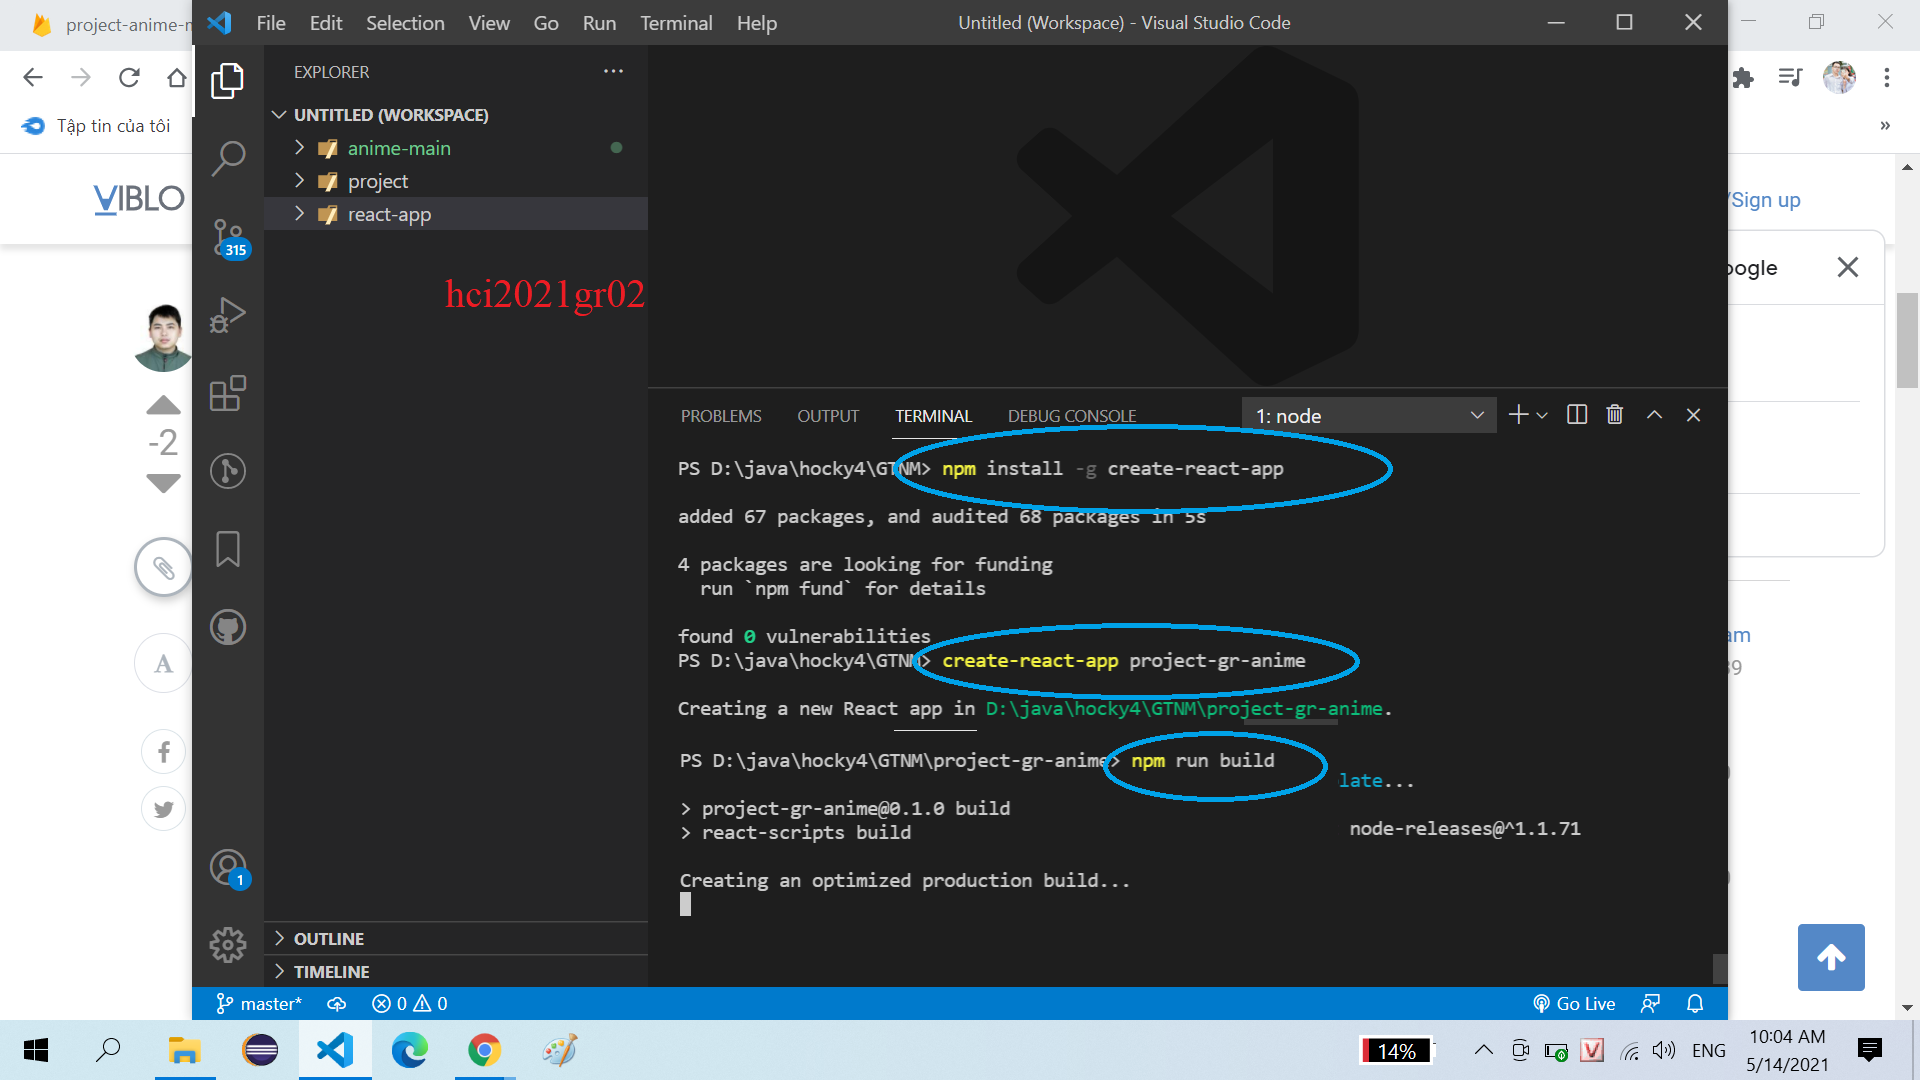 project-anime-m
File Edit Selection View Go Run Terminal Help
Untitled (Workspace) - Visual Studio Code
Tập tin của tôi
VIBLO
/Sign up
oogle
-2
A
am
EXPLORER
UNTITLED (WORKSPACE)
anime-main
project
react-app
315
hci2021gr02
1
OUTLINE
TIMELINE
PROBLEMS OUTPUT TERMINAL DEBUG CONSOLE
1: node
PS D:\java\hocky4\GTNM> npm install -g create-react-app
added 67 packages, and audited 68 packages in 5s
4 packages are looking for funding
run `npm fund` for details
found 0 vulnerabilities
PS D:\java\hocky4\GTNM> create-react-app project-gr-anime
Creating a new React app in D:\java\hocky4\GTNM\project-gr-anime.
PS D:\java\hocky4\GTNM\project-gr-anime> npm run build
late...
> project-gr-anime@0.1.0 build
node-releases@^1.1.71
> react-scripts build
Creating an optimized production build...
master* 0 0
Go Live
14%
ENG
10:04 AM
5/14/2021